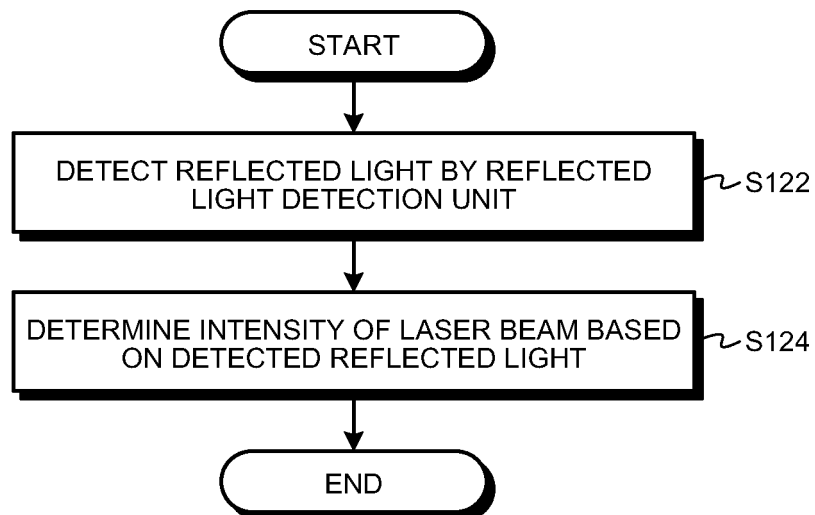 START
DETECT REFLECTED LIGHT BY REFLECTED
LIGHT DETECTION UNIT
S122
DETERMINE INTENSITY OF LASER BEAM BASED
ON DETECTED REFLECTED LIGHT
S124
END